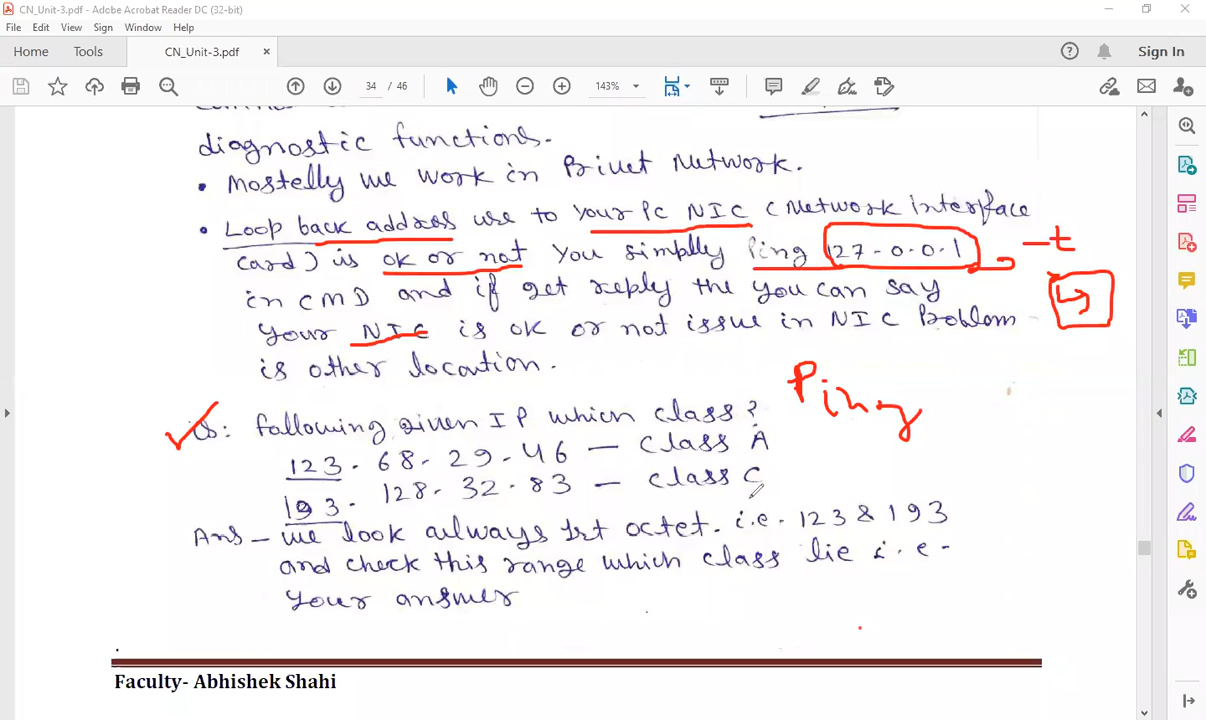 CN_Unit-3.pdf - Adobe Acrobat Reader DC (32-bit)
File Edit View Sign Window Help
Home Tools CN_Unit-3.pdf × Sign In
34 / 46 143%
diagnostic functions.
• Mostelly we work in Privet Network.
• Loop back address use to your PC NIC (Network interface
card) is ok or not You simplly Ping 127.0.0.1 -t
in CMD and if get reply the you can say
your NIC is ok or not issue in NIC Problem
is other location.
Ping
Q: following given IP which class?
123.68.29.46 — Class A
193.128.32.83 — Class C
Ans - we look always 1st octet. i.e. 123 & 193
and check this range which class lie i.e-
your answer
Faculty- Abhishek Shahi